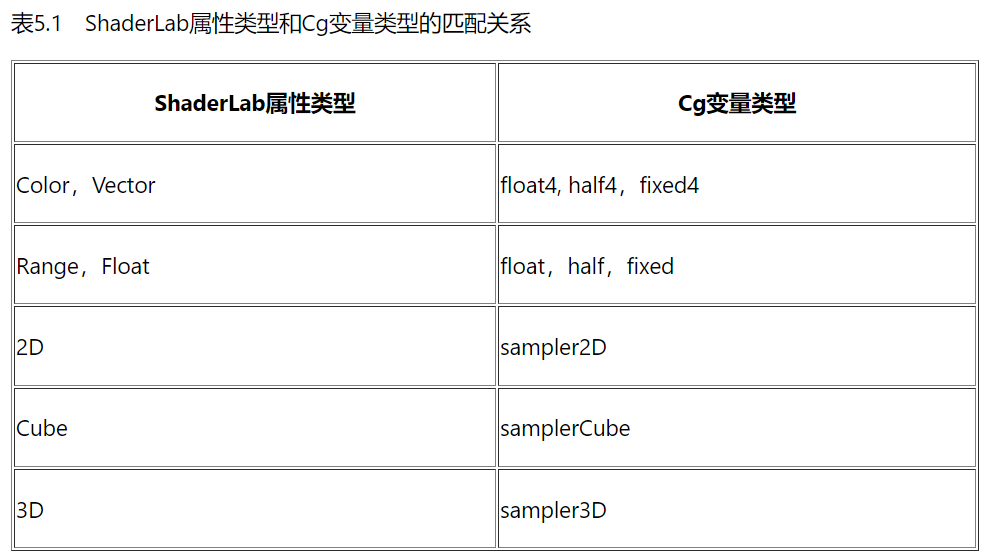 表5.1 ShaderLab属性类型和Cg变量类型的匹配关系
ShaderLab属性类型 Cg变量类型
Color，Vector float4, half4，fixed4
Range，Float float，half，fixed
2D sampler2D
Cube samplerCube
3D sampler3D